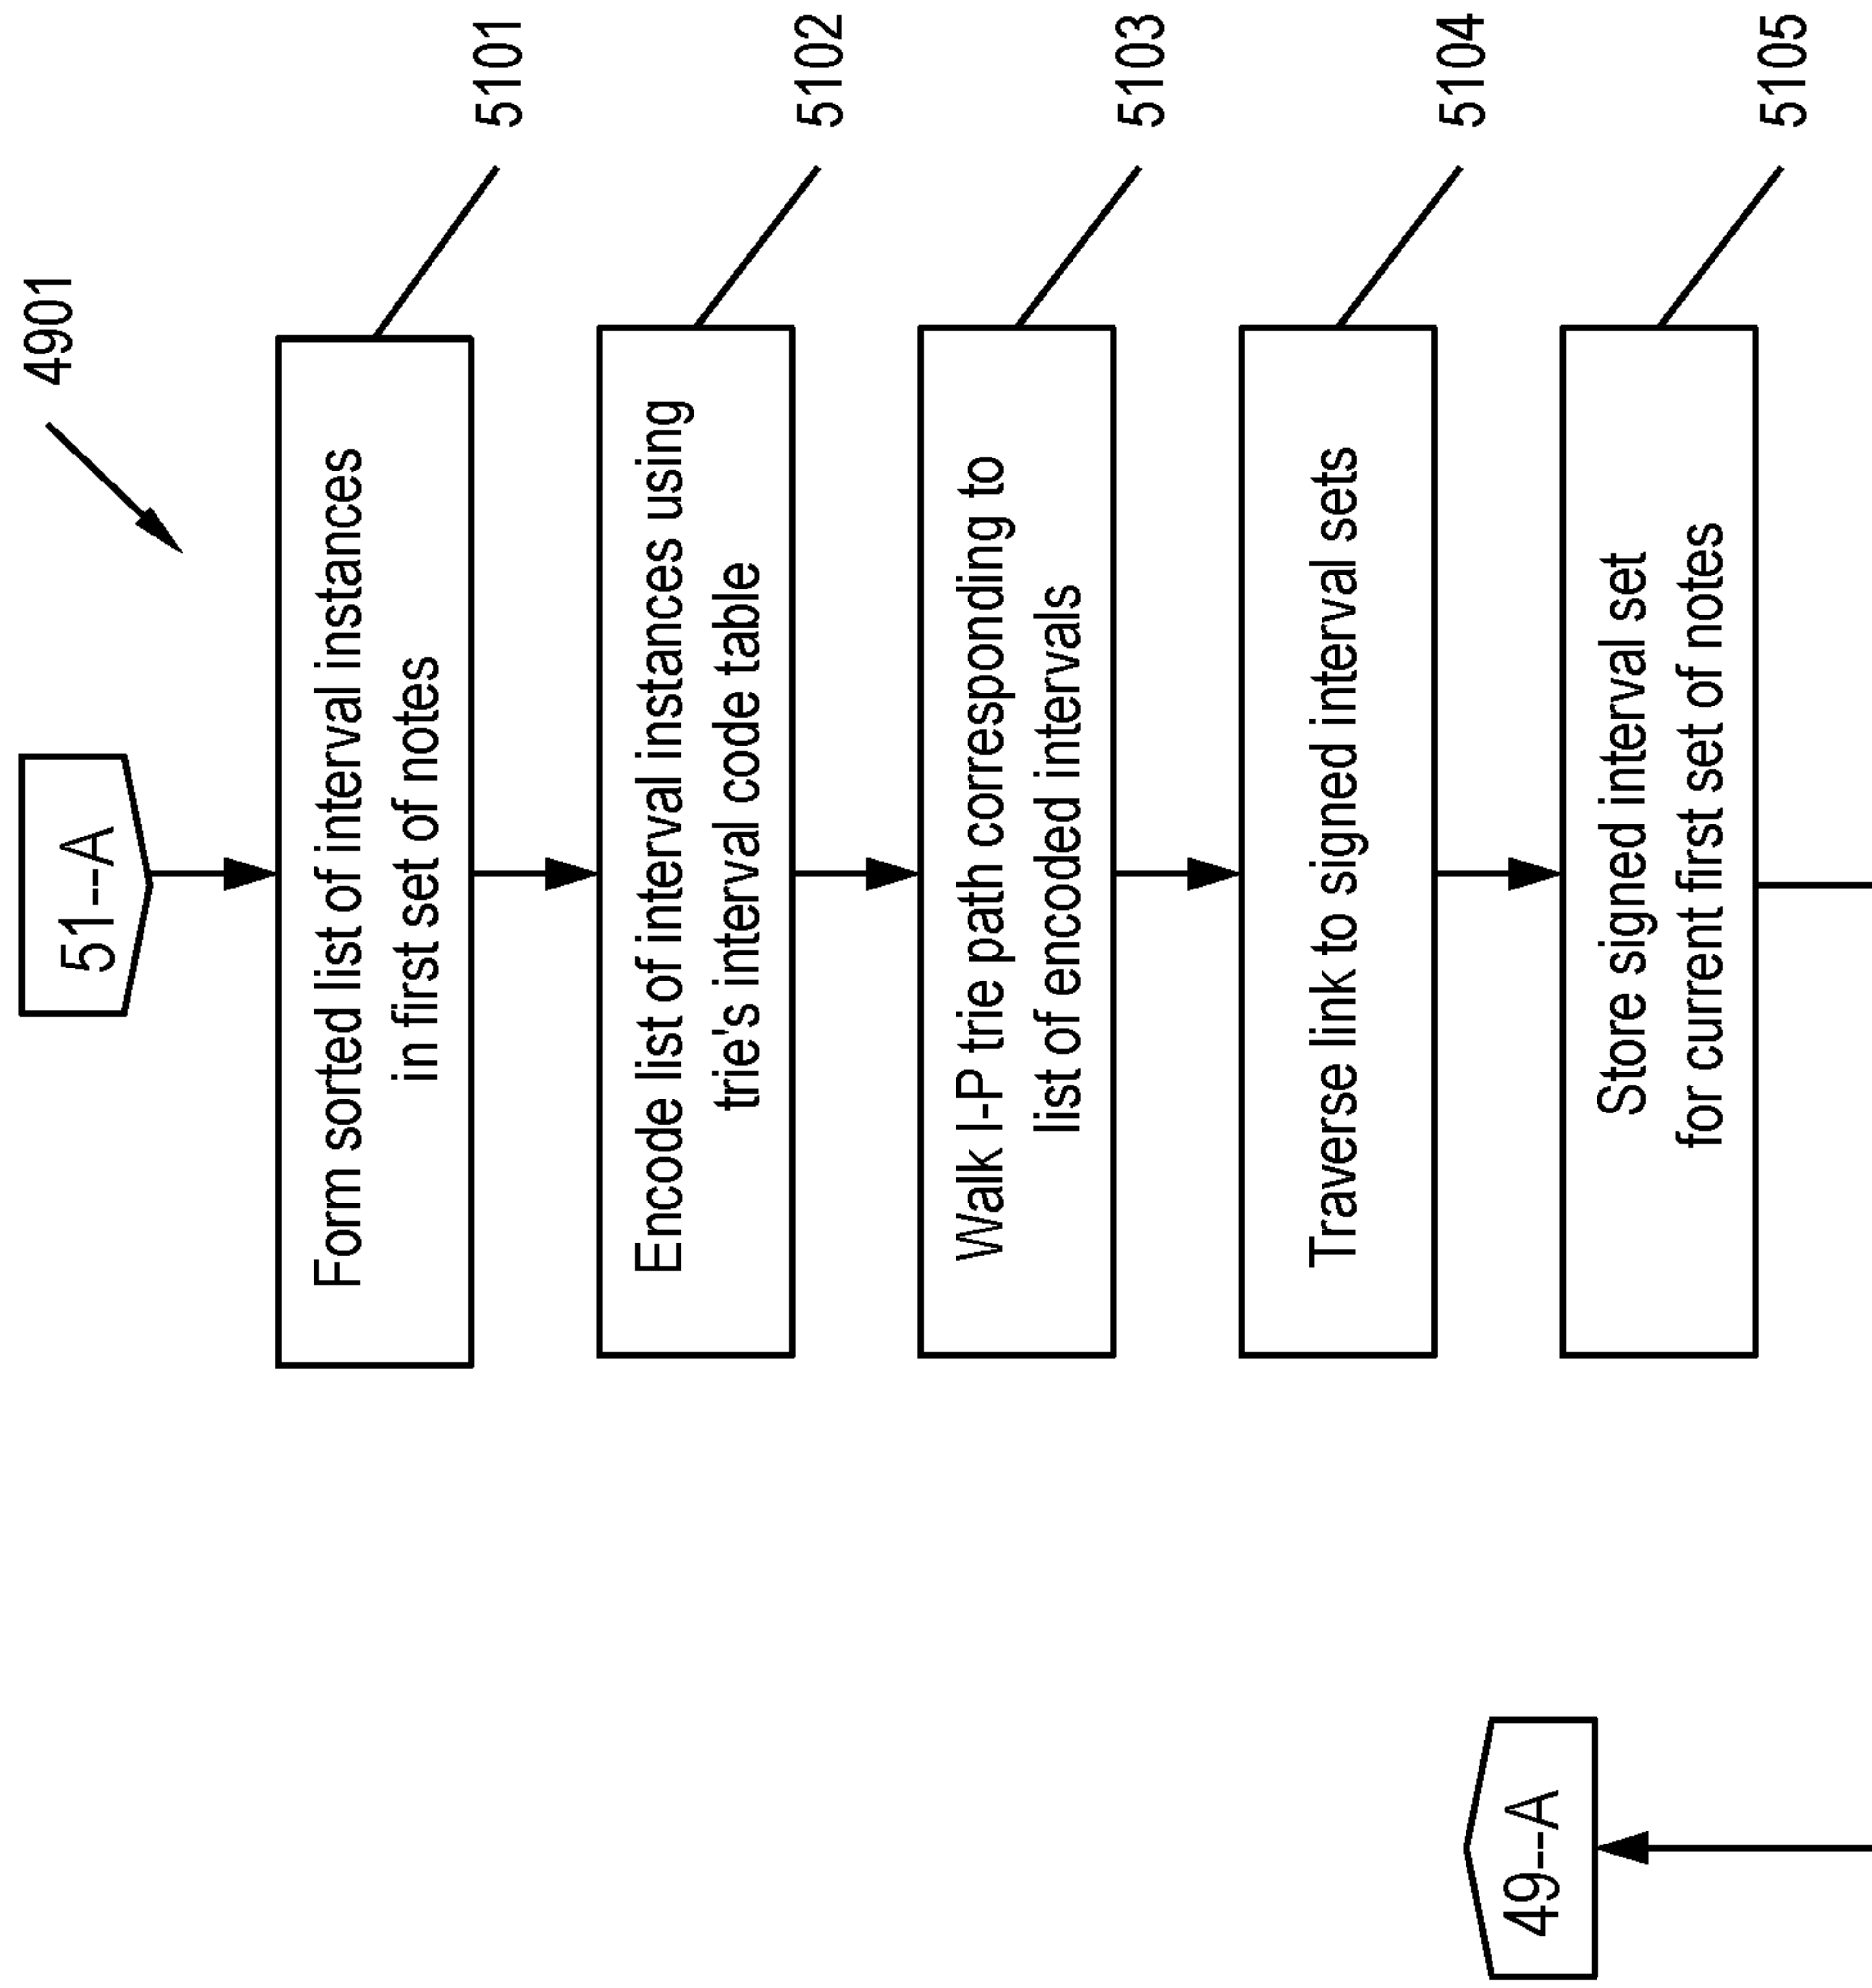 4901
51--A
Form sorted list of interval instances
in first set of notes
5101
Encode list of interval instances using
trie's interval code table
5102
Walk I-P trie path corresponding to
list of encoded intervals
5103
Traverse link to signed interval sets
5104
Store signed interval set
for current first set of notes
5105
49--A